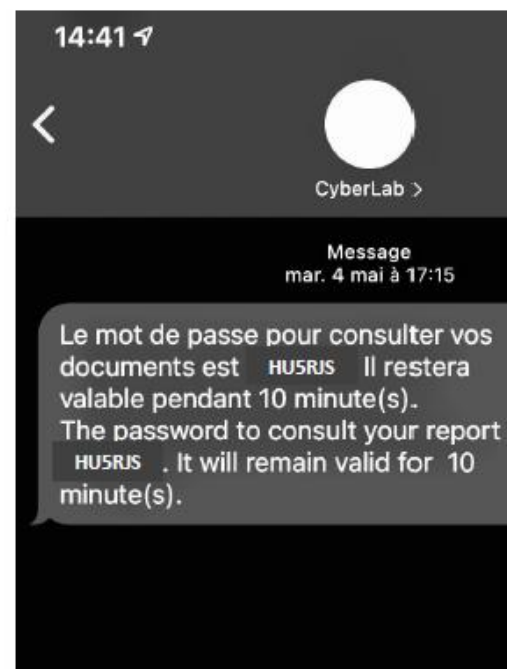 14:41
CyberLab >
Message
mar. 4 mai à 17:15
Le mot de passe pour consulter vos
documents est HU5RJS Il restera
valable pendant 10 minute(s).
The password to consult your report
HU5RJS . It will remain valid for 10
minute(s).